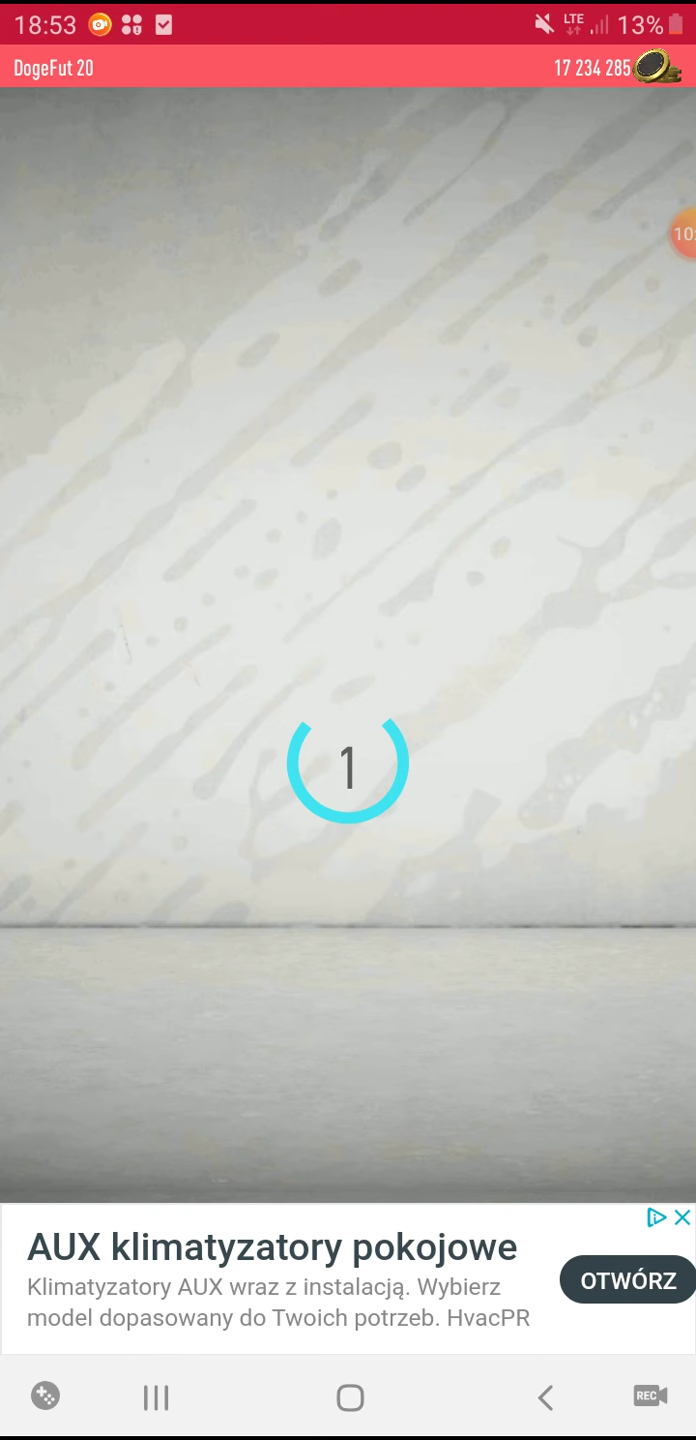 18:53 LTE 13%
DogeFut 20 17 234 285
10:
1
AUX klimatyzatory pokojowe
Klimatyzatory AUX wraz z instalacją. Wybierz
model dopasowany do Twoich potrzeb. HvacPR
OTWÓRZ
REC